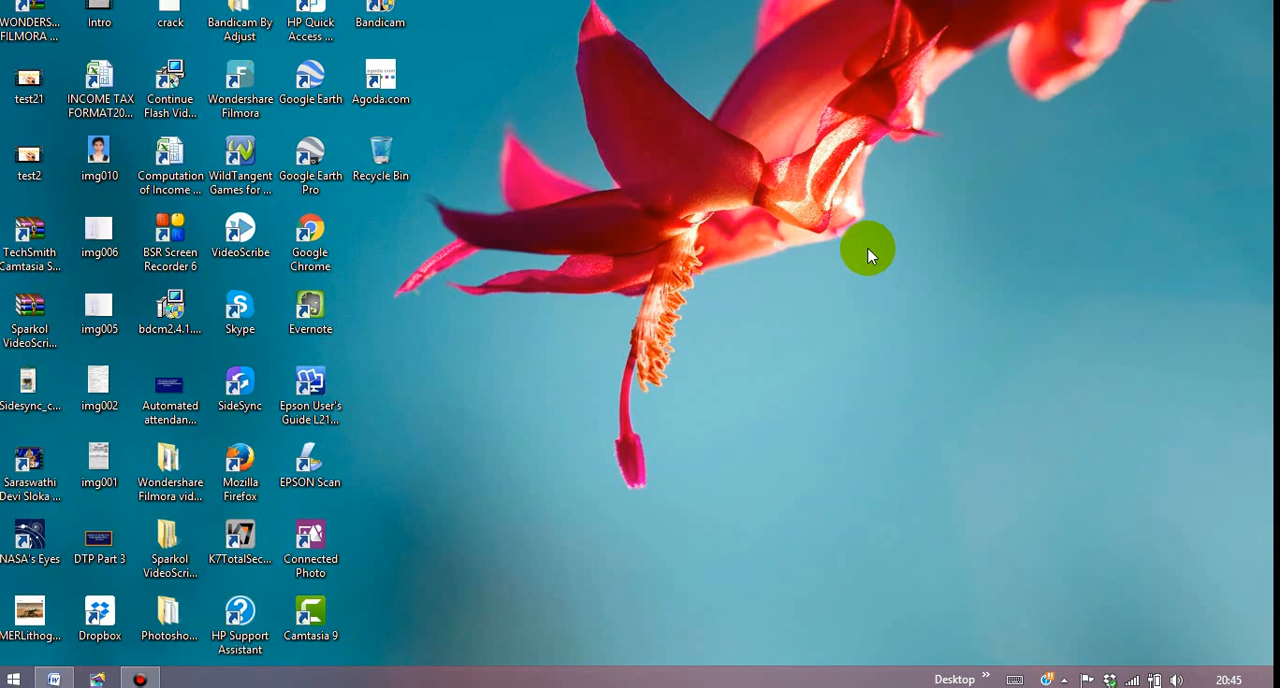 WONDERS...
FILMORA ...
Intro
crack
Bandicam By
Adjust
HP Quick
Access ...
Bandicam
test21
INCOME TAX
FORMAT20...
Continue
Flash Vid...
Wondershare
Filmora
Google Earth
agoda.com
Agoda.com
test2
img010
Computation
of Income ...
WildTangent
Games for ...
Google Earth
Pro
Recycle Bin
TechSmith
Camtasia S...
img006
BSR Screen
Recorder 6
VideoScribe
Google
Chrome
Sparkol
VideoScri...
img005
bdcm2.4.1....
Skype
Evernote
Sidesync_c...
img002
Automated
attendan...
SideSync
Epson User's
Guide L21...
Saraswathi
Devi Sloka ...
img001
Wondershare
Filmora vid...
Mozilla
Firefox
EPSON Scan
NASA's Eyes
DTP Part 3
Sparkol
VideoScri...
K7TotalSec...
Connected
Photo
MERLithog...
Dropbox
Photosho...
HP Support
Assistant
Camtasia 9
Desktop
20:45